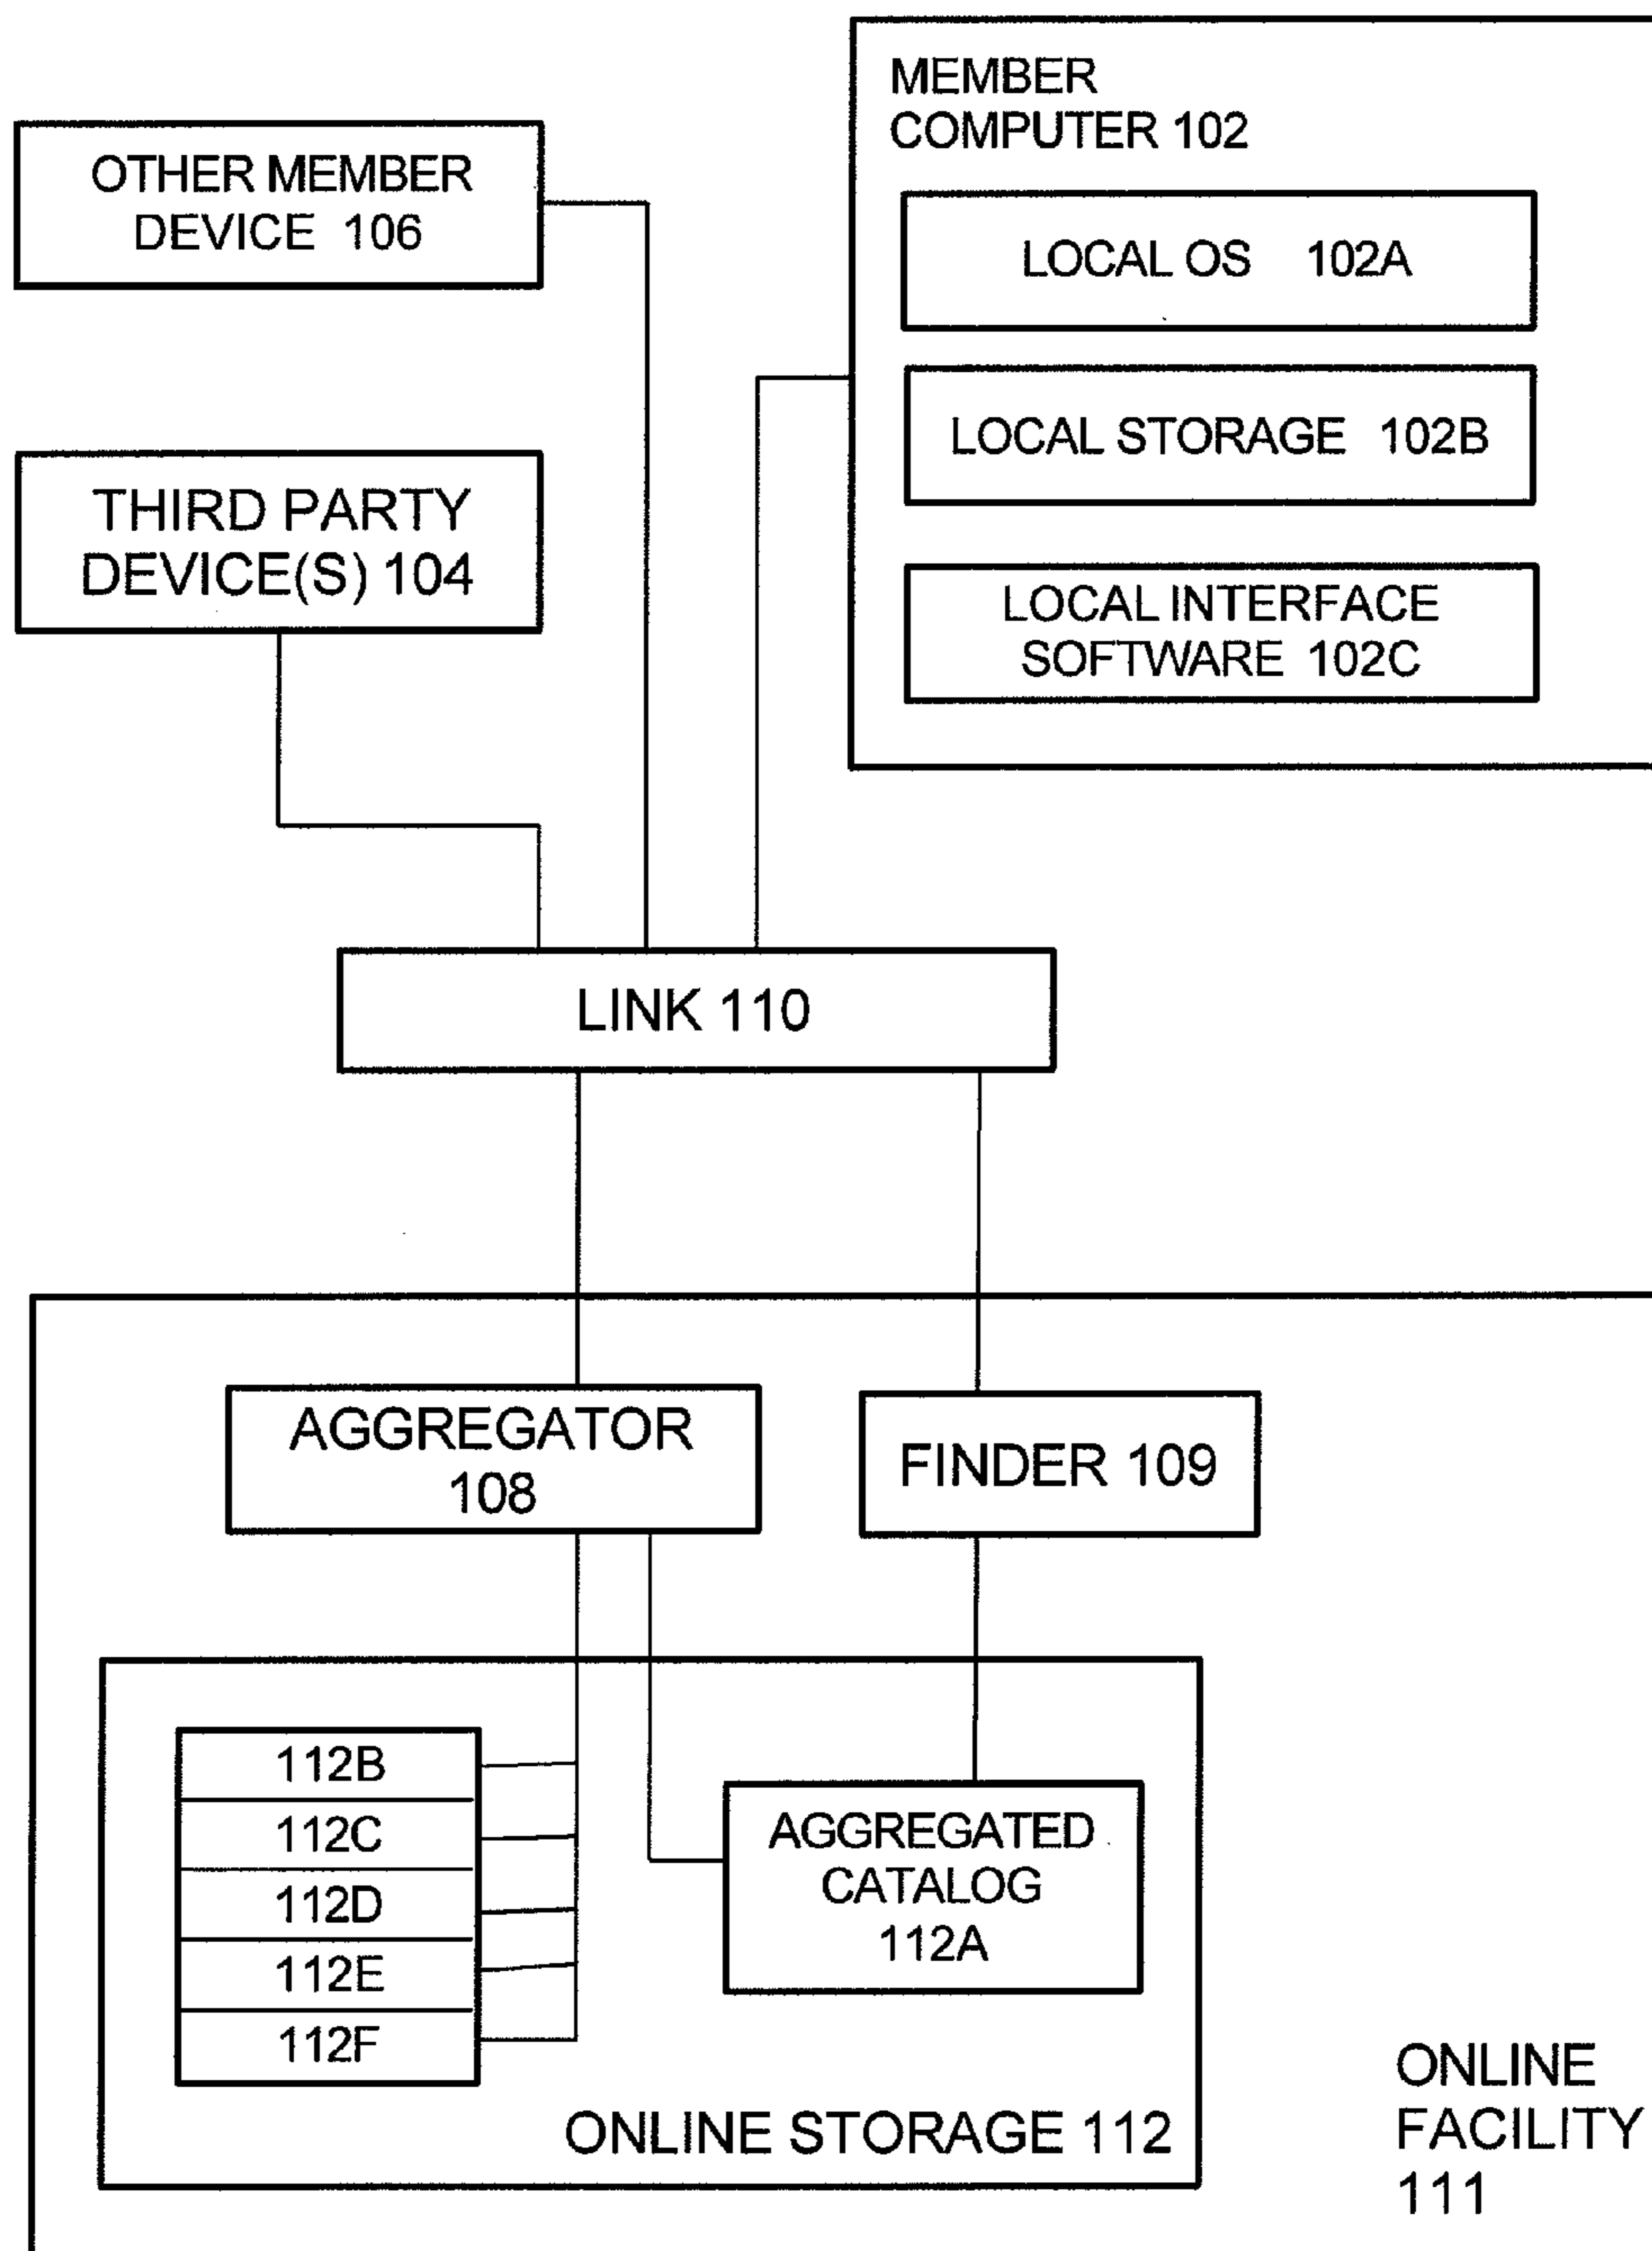 MEMBER
COMPUTER 102
OTHER MEMBER
DEVICE 106
LOCAL OS 102A
LOCAL STORAGE 102B
THIRD PARTY
DEVICE(S) 104
LOCAL INTERFACE
SOFTWARE 102C
LINK 110
AGGREGATOR
108
FINDER 109
112B
112C
112D
112E
112F
AGGREGATED
CATALOG
112A
ONLINE STORAGE 112
ONLINE
FACILITY
111